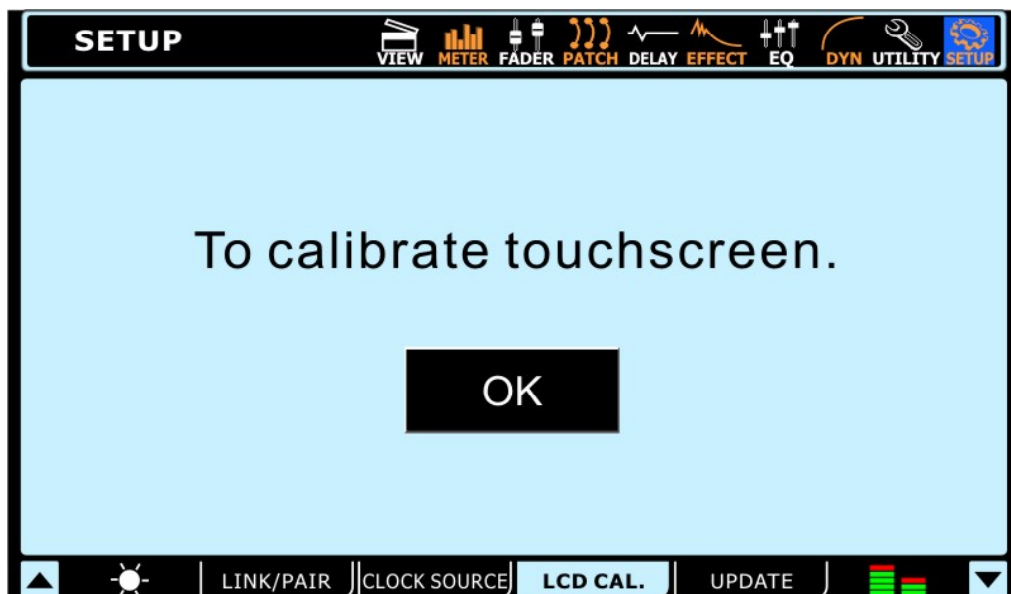 SETUP
VIEW METER FADER PATCH DELAY EFFECT EQ DYN UTILITY SETUP
To calibrate touchscreen.
OK
LINK/PAIR CLOCK SOURCE LCD CAL. UPDATE